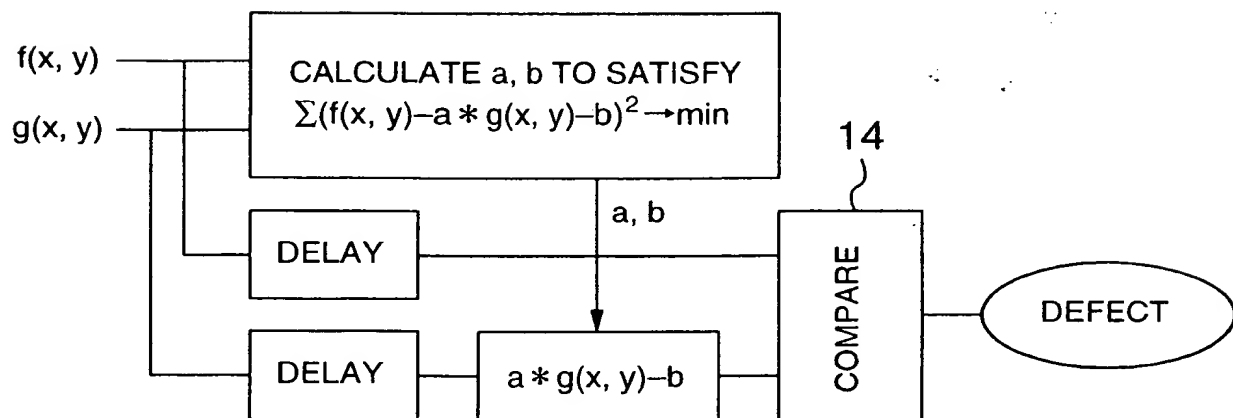 f(x, y)
g(x, y)
CALCULATE a, b TO SATISFY
∑(f(x, y)–a * g(x, y)–b)² → min
14
a, b
DELAY
COMPARE
DEFECT
DELAY
a * g(x, y)–b